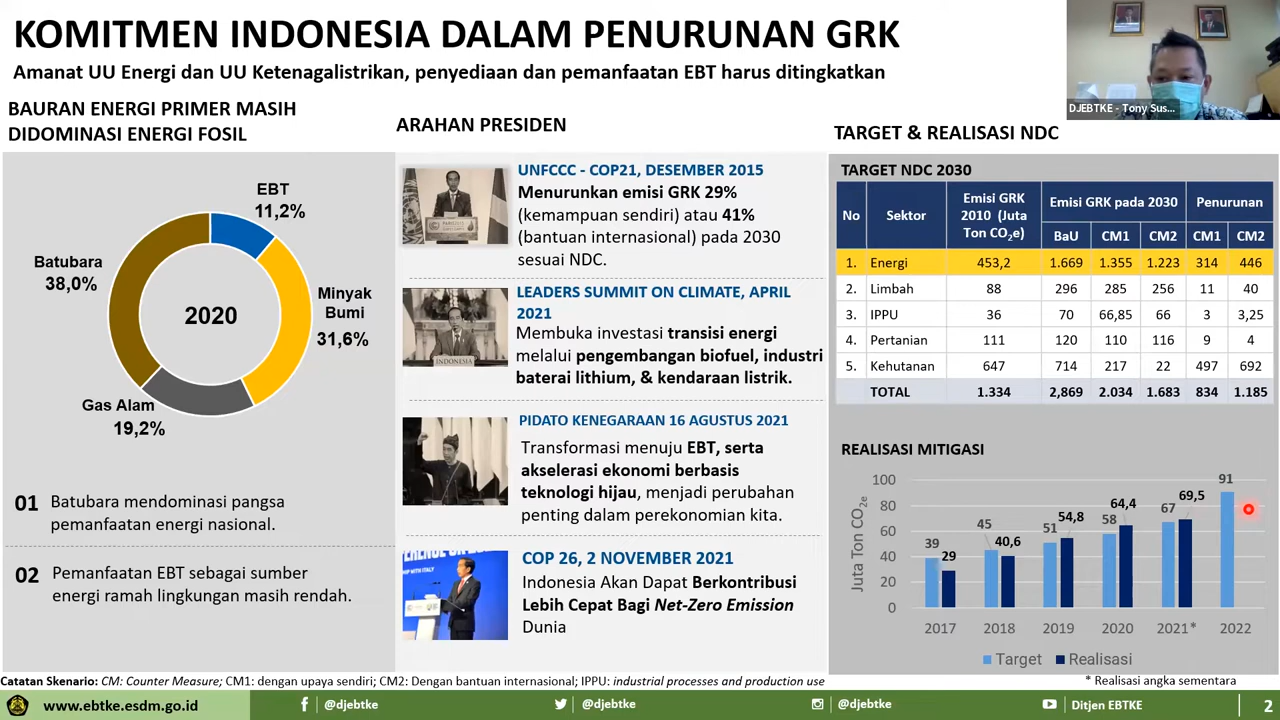 KOMITMEN INDONESIA DALAM PENURUNAN GRK
Amanat UU Energi dan UU Ketenagalistrikan, penyediaan dan pemanfaatan EBT harus ditingkatkan
DJEBTKE - Tony Sus...
BAURAN ENERGI PRIMER MASIH
DIDOMINASI ENERGI FOSIL
EBT
11,2%
Batubara
38,0%
2020
Minyak
Bumi
31,6%
Gas Alam
19,2%
01 Batubara mendominasi pangsa
pemanfaatan energi nasional.
02 Pemanfaatan EBT sebagai sumber
energi ramah lingkungan masih rendah.
ARAHAN PRESIDEN
UNFCCC - COP21, DESEMBER 2015
Menurunkan emisi GRK 29%
(kemampuan sendiri) atau 41%
(bantuan internasional) pada 2030
sesuai NDC.
LEADERS SUMMIT ON CLIMATE, APRIL
2021
Membuka investasi transisi energi
melalui pengembangan biofuel, industri
baterai lithium, & kendaraan listrik.
INDONESIA
PIDATO KENEGARAAN 16 AGUSTUS 2021
Transformasi menuju EBT, serta
akselerasi ekonomi berbasis
teknologi hijau, menjadi perubahan
penting dalam perekonomian kita.
COP 26, 2 NOVEMBER 2021
Indonesia Akan Dapat Berkontribusi
Lebih Cepat Bagi Net-Zero Emission
Dunia
TARGET & REALISASI NDC
TARGET NDC 2030
No Sektor Emisi GRK 2010 (Juta Ton CO₂e) Emisi GRK pada 2030 Penurunan
BaU CM1 CM2 CM1 CM2
1. Energi 453,2 1.669 1.355 1.223 314 446
2. Limbah 88 296 285 256 11 40
3. IPPU 36 70 66,85 66 3 3,25
4. Pertanian 111 120 110 116 9 4
5. Kehutanan 647 714 217 22 497 692
TOTAL 1.334 2,869 2.034 1.683 834 1.185
REALISASI MITIGASI
Juta Ton CO₂e
100
80
60
40
20
0
39 29
45 40,6
51 54,8
58 64,4
67 69,5
91
2017 2018 2019 2020 2021* 2022
Target Realisasi
Catatan Skenario: CM: Counter Measure; CM1: dengan upaya sendiri; CM2: Dengan bantuan internasional; IPPU: industrial processes and production use
* Realisasi angka sementara
www.ebtke.esdm.go.id @djebtke @djebtke @djebtke Ditjen EBTKE 2